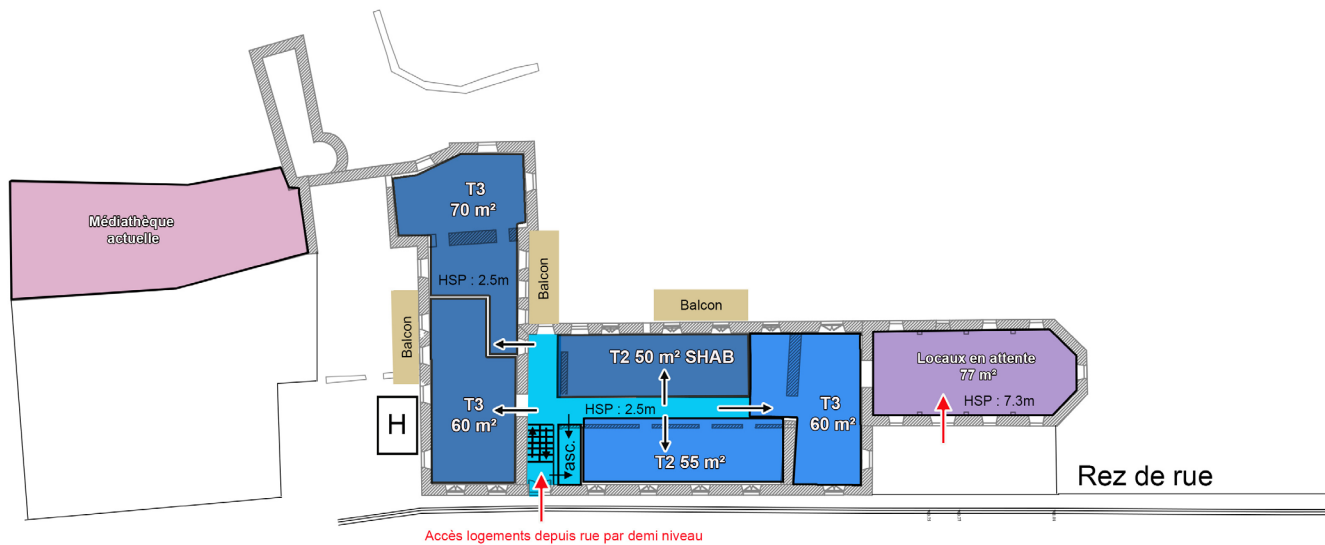 Médiathèque
actuelle
T3
70 m²
HSP : 2.5m
Balcon
Balcon
Balcon
T2 50 m² SHAB
Locaux en attente
77 m²
HSP : 7.3m
HSP : 2.5m
T3
60 m²
T3
60 m²
H
asc.
T2 55 m²
Rez de rue
Accès logements depuis rue par demi niveau